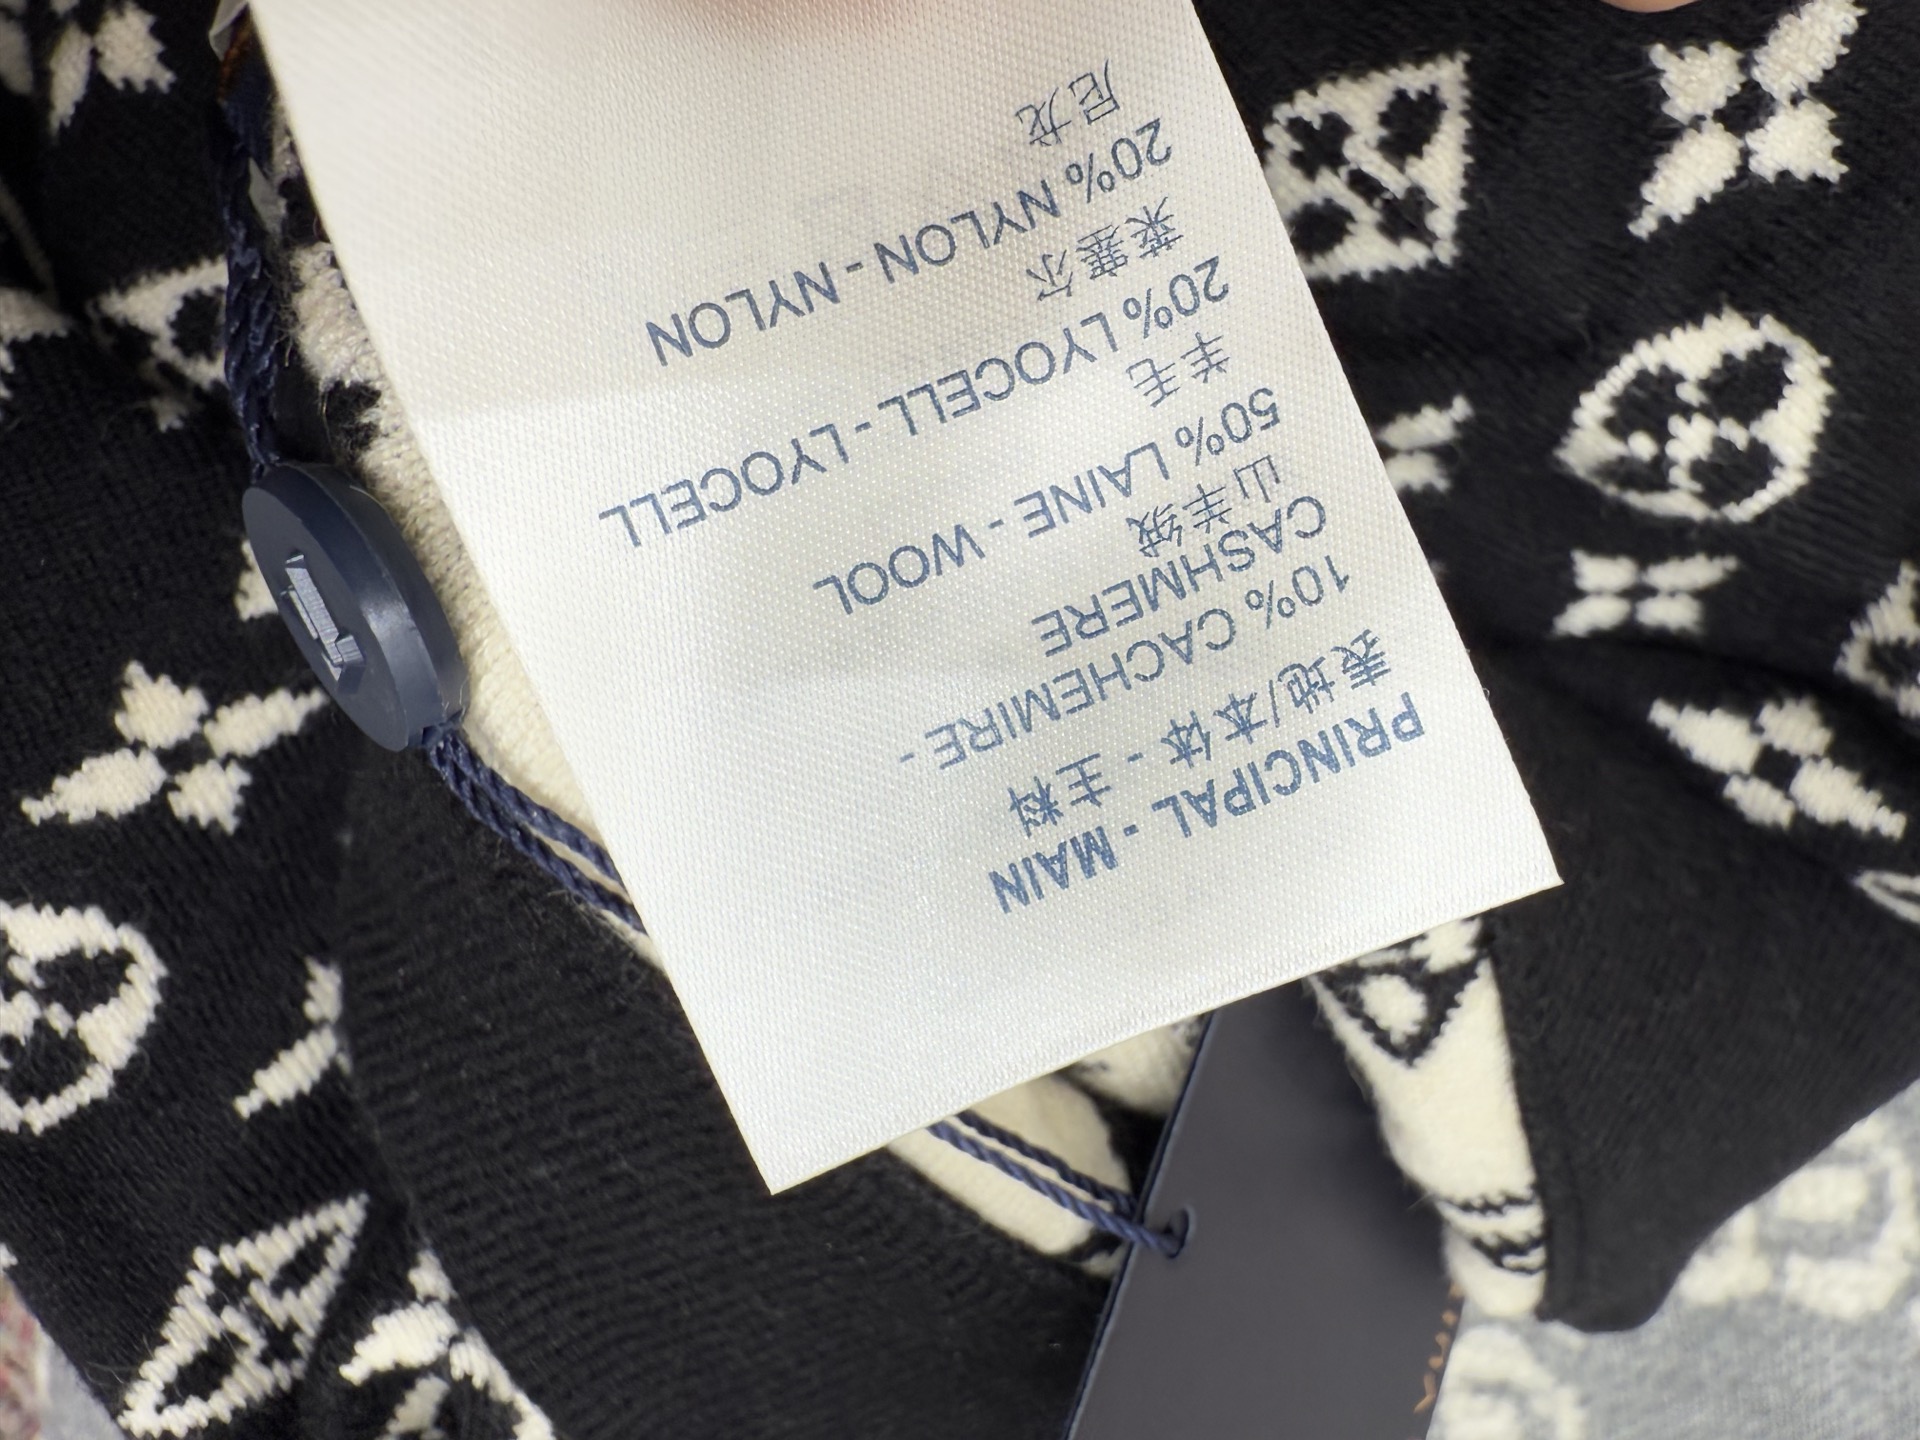 PRINCIPAL - MAIN
表地/本体 - 主料
10% CACHEMIRE -
CASHMERE
山羊绒
50% LAINE - WOOL
羊毛
20% LYOCELL - LYOCELL
莱塞尔
20% NYLON - NYLON
尼龙